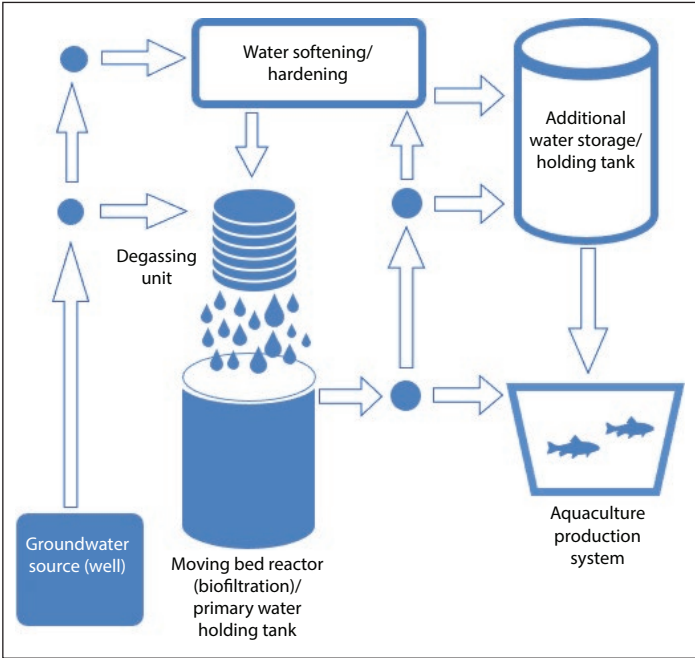 Water softening/
hardening
Additional
water storage/
holding tank
Degassing
unit
Groundwater
source (well)
Moving bed reactor
(biofiltration)/
primary water
holding tank
Aquaculture
production
system